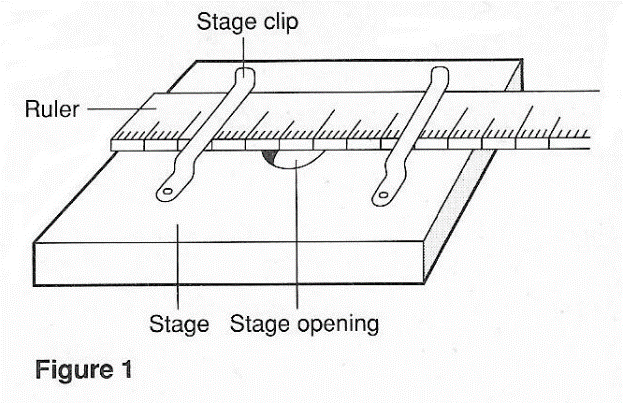 Stage clip
Ruler
Stage Stage opening
Figure 1